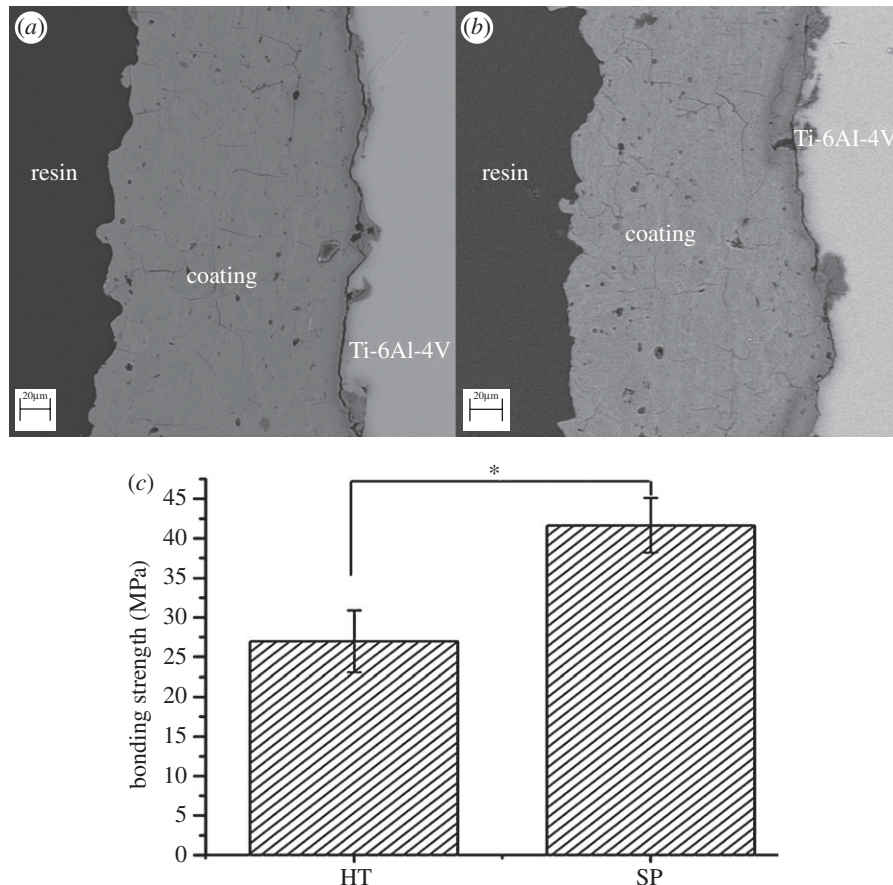 (a)
resin
coating
Ti-6Al-4V
20µm
(b)
resin
coating
Ti-6Al-4V
20µm
(c)
*
bonding strength (MPa)
45
40
35
30
25
20
15
10
5
0
HT
SP